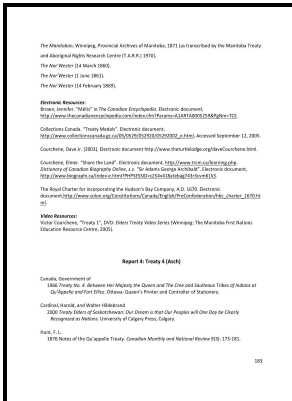 The Manitoban, Winnipeg, Provincial Archives of Manitoba, 1871 (as transcribed by the Manitoba Treaty
and Aboriginal Rights Research Centre (T.A.R.R.) 1970).
The Nor'Wester (14 March 1860).
The Nor'Wester (1 June 1861).
The Nor'Wester (14 February 1869).
Electronic Resources:
Brown, Jennifer. "Métis" in The Canadian Encyclopedia. Electronic document,
http://www.thecanadianencyclopedia.com/index.cfm?Params=A1ARTA0005259&PgNm=TCE.
Collections Canada. "Treaty Medals". Electronic document,
http://www.collectionscanada.gc.ca/05/0529/052920/05292002_e.html. Accessed September 12, 2005.
Courchene, Dave Jr. (2003). Electronic document http://www.theturtlelodge.org/daveCourchene.html.
Courchene, Elmer. "Share the Land". Electronic document, http://www.trcm.ca/learning.php.
Dictionary of Canadian Biography Online, s.v. "Sir Adams George Archibald". Electronic document,
The Royal Charter for incorporating the Hudson's Bay Company, A.D. 1670. Electronic
document,http://www.solon.org/Constitutions/Canada/English/PreConfederation/hbc_charter_1670.ht
ml.
Video Resources:
Victor Courchene, "Treaty 1", DVD: Elders Treaty Video Series (Winnipeg: The Manitoba First Nations
Education Resource Centre, 2005).
Report 4: Treaty 4 (Asch)
Canada, Government of
1966 Treaty No. 4. Between Her Majesty the Queen and The Cree and Saulteaux Tribes of Indians at
Qu'Appelle and Fort Ellice. Ottawa: Queen's Printer and Controller of Stationery.
Cardinal, Harold, and Walter Hildebrand
2000 Treaty Elders of Saskatchewan: Our Dream is that Our Peoples will One Day be Clearly
Recognized as Nations. University of Calgary Press, Calgary.
Hunt, F. L.
1876 Notes of the Qu'appelle Treaty. Canadian Monthly and National Review 9(3): 173-181.
183